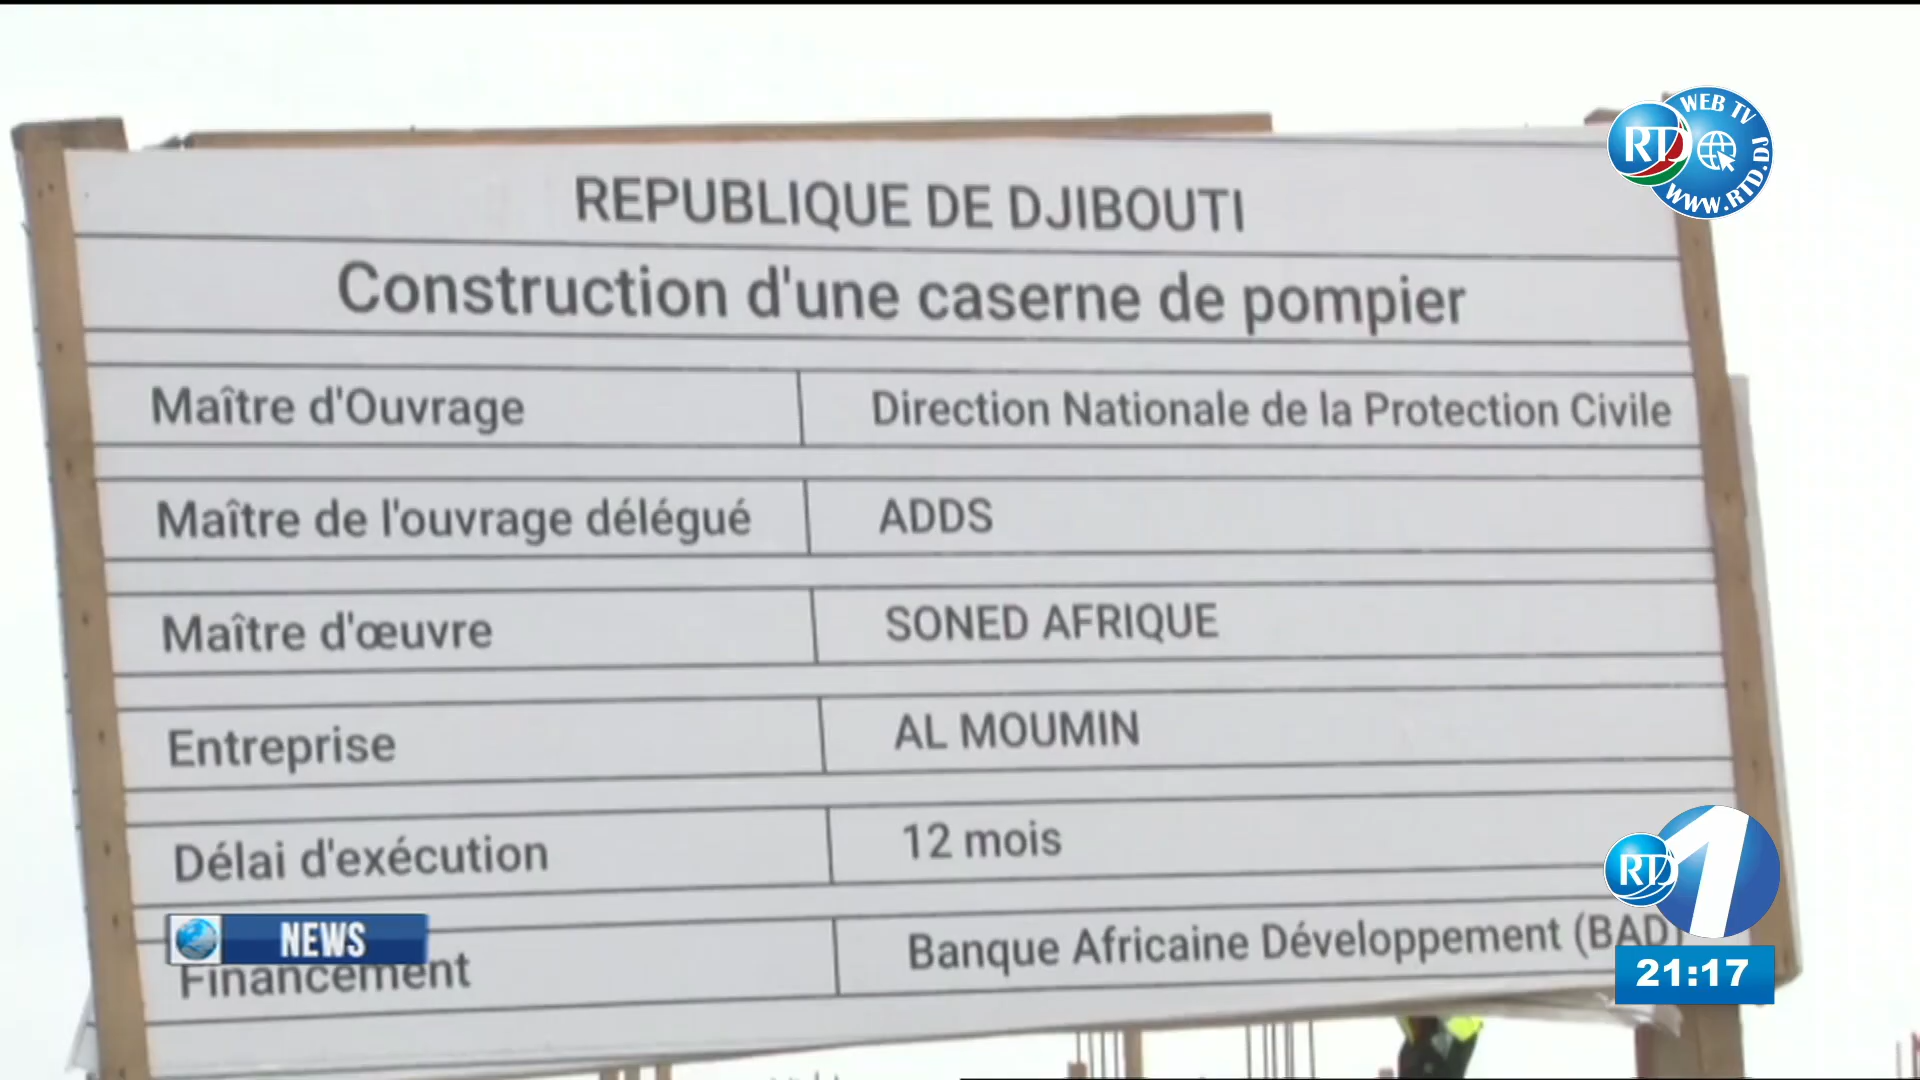 WEB TV
RTD
WWW.RTD.DJ
REPUBLIQUE DE DJIBOUTI
Construction d'une caserne de pompier
Maître d'Ouvrage Direction Nationale de la Protection Civile
Maître de l'ouvrage délégué ADDS
Maître d'œuvre SONED AFRIQUE
Entreprise AL MOUMIN
Délai d'exécution 12 mois
RTD 1
NEWS
Financement Banque Africaine Développement (BAD)
21:17